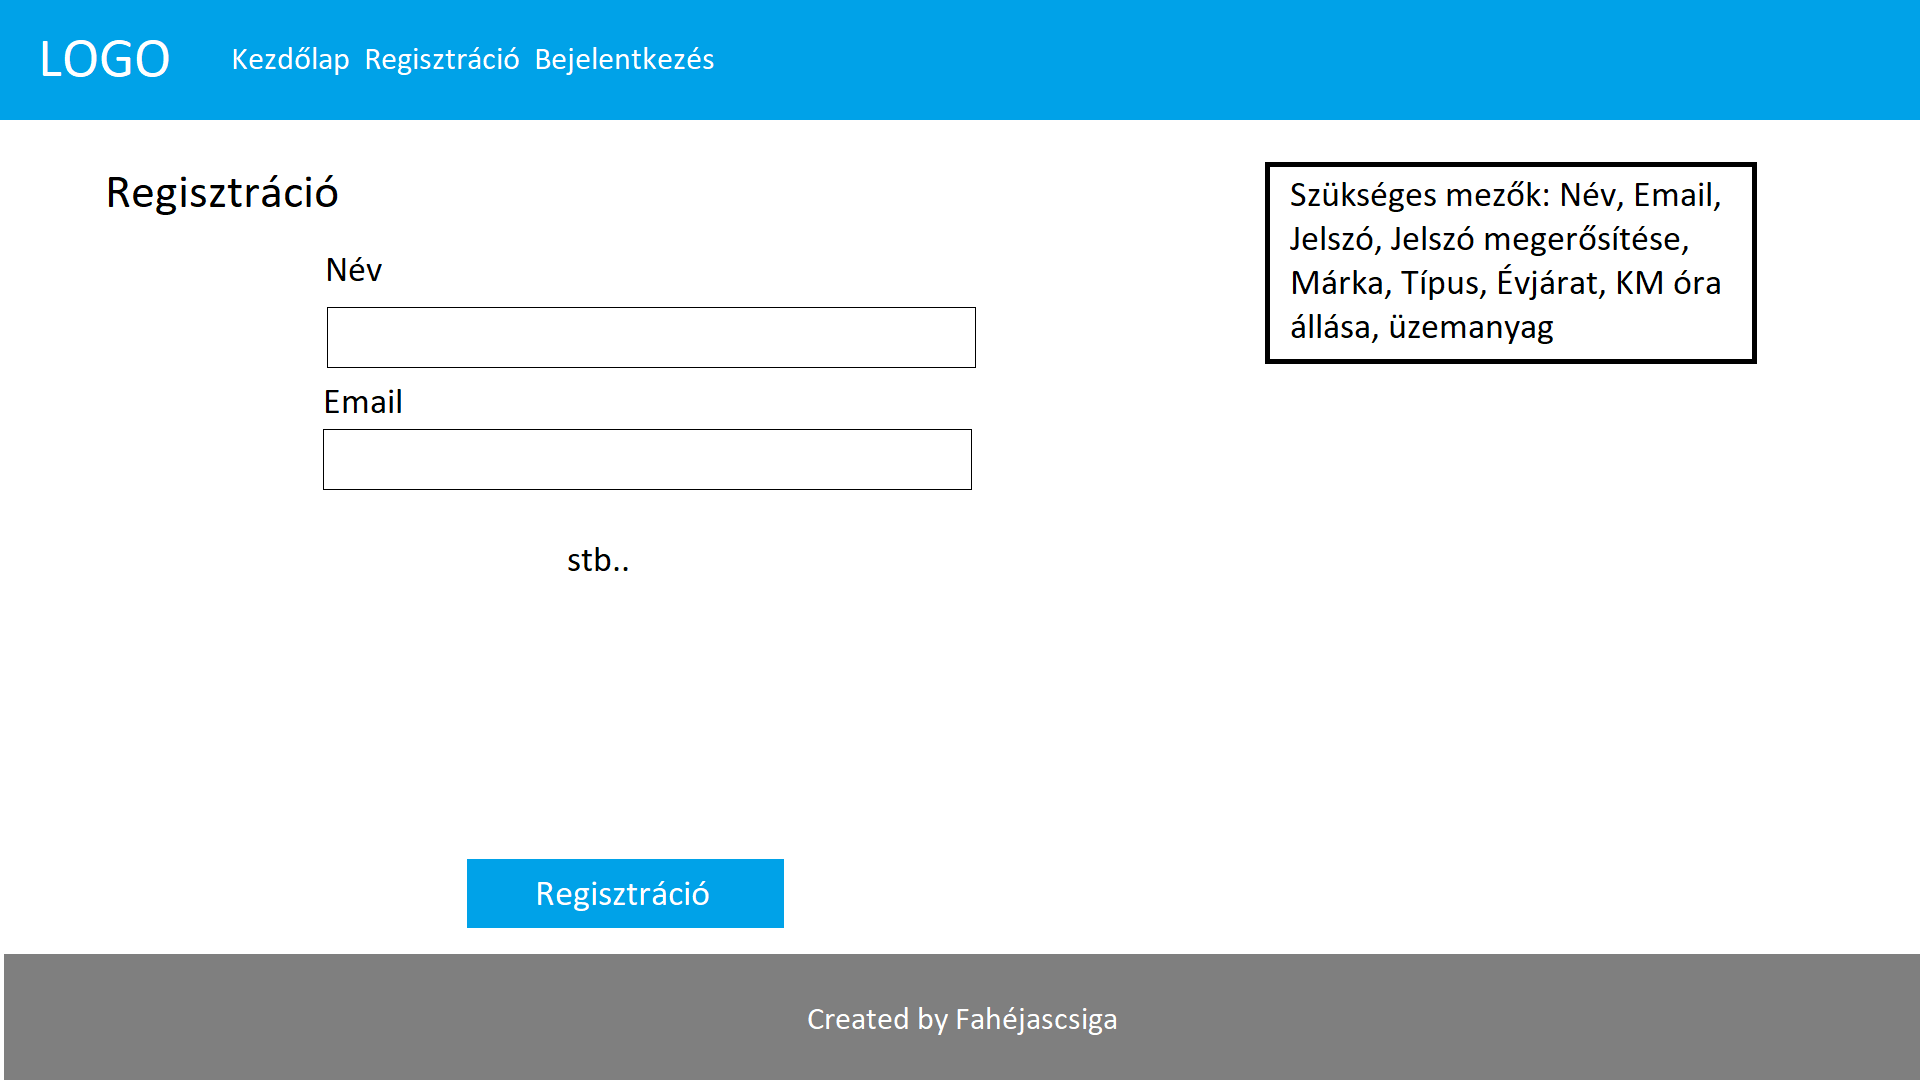 LOGO
Kezdőlap Regisztráció Bejelentkezés
Regisztráció
Név
Email
stb..
Regisztráció
Szükséges mezők: Név, Email,
Jelszó, Jelszó megerősítése,
Márka, Típus, Évjárat, KM óra
állása, üzemanyag
Created by Fahéjascsiga